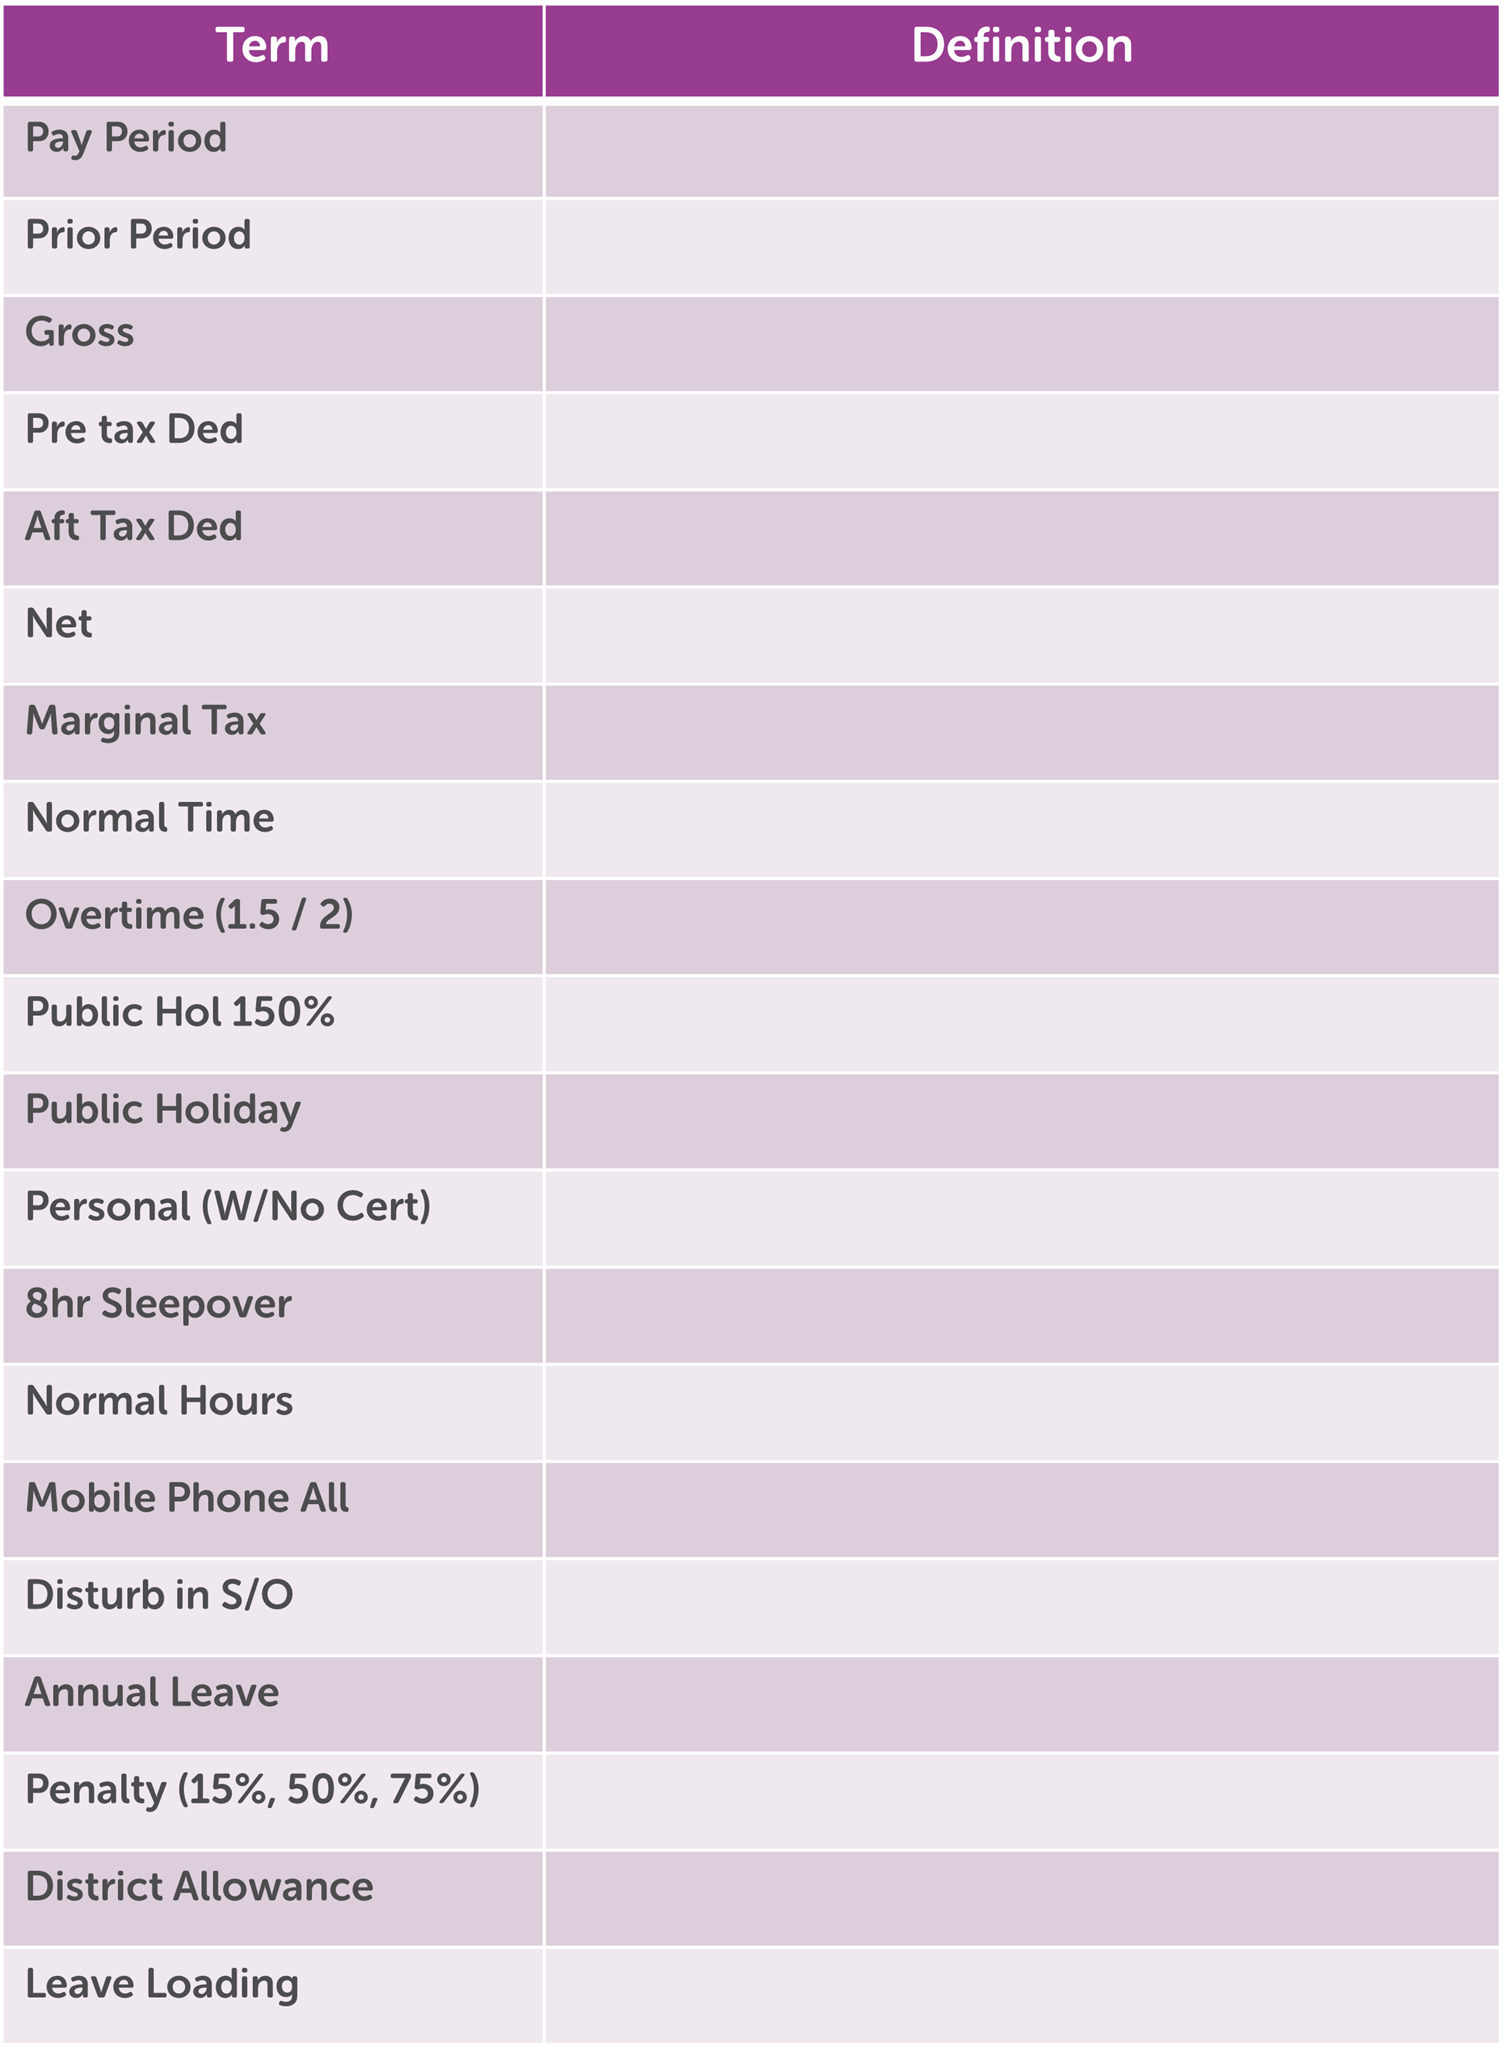 Term
Definition
Pay Period
Prior Period
Gross
Pre tax Ded
Aft Tax Ded
Net
Marginal Tax
Normal Time
Overtime (1.5 / 2)
Public Hol 150%
Public Holiday
Personal (W/No Cert)
8hr Sleepover
Normal Hours
Mobile Phone All
Disturb in S/O
Annual Leave
Penalty (15%, 50%, 75%)
District Allowance
Leave Loading